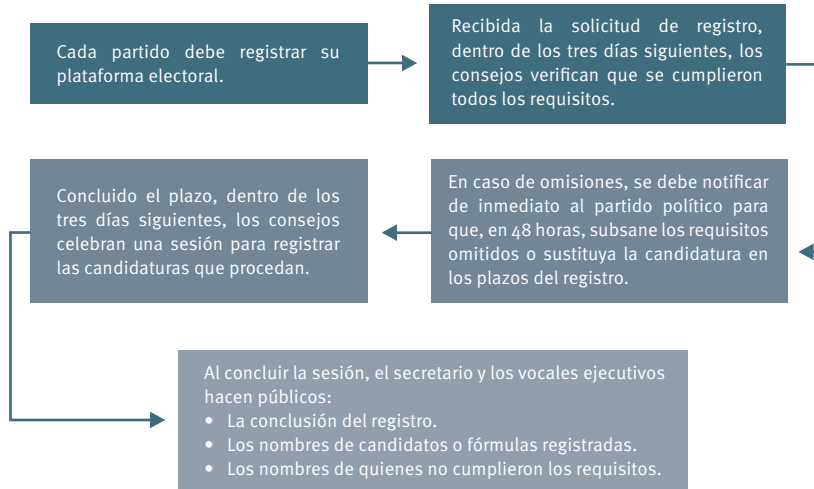 Cada partido debe registrar su
plataforma electoral.
Recibida la solicitud de registro,
dentro de los tres días siguientes, los
consejos verifican que se cumplieron
todos los requisitos.
En caso de omisiones, se debe notificar
de inmediato al partido político para
que, en 48 horas, subsane los requisitos
omitidos o sustituya la candidatura en
los plazos del registro.
Concluido el plazo, dentro de los
tres días siguientes, los consejos
celebran una sesión para registrar
las candidaturas que procedan.
Al concluir la sesión, el secretario y los vocales ejecutivos
hacen públicos:
• La conclusión del registro.
• Los nombres de candidatos o fórmulas registradas.
• Los nombres de quienes no cumplieron los requisitos.